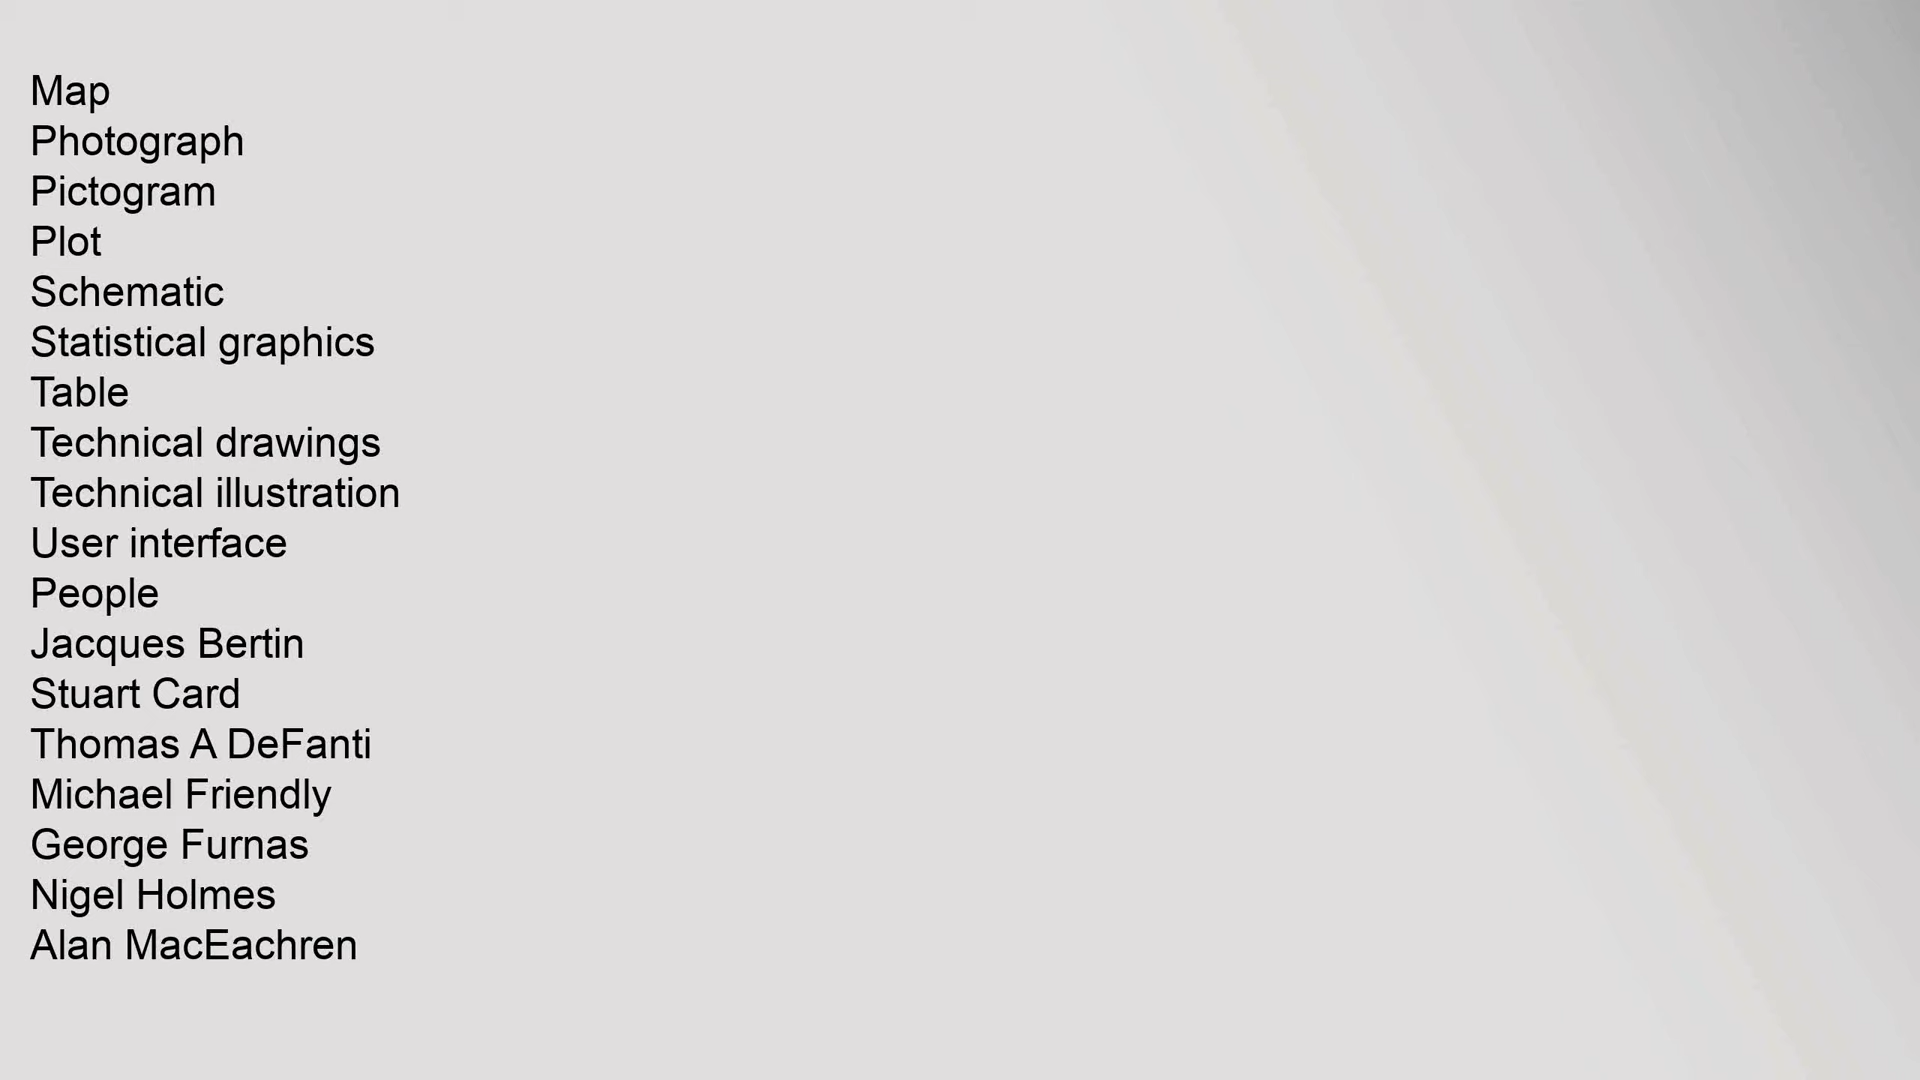 Map
Photograph
Pictogram
Plot
Schematic
Statistical graphics
Table
Technical drawings
Technical illustration
User interface
People
Jacques Bertin
Stuart Card
Thomas A DeFanti
Michael Friendly
George Furnas
Nigel Holmes
Alan MacEachren